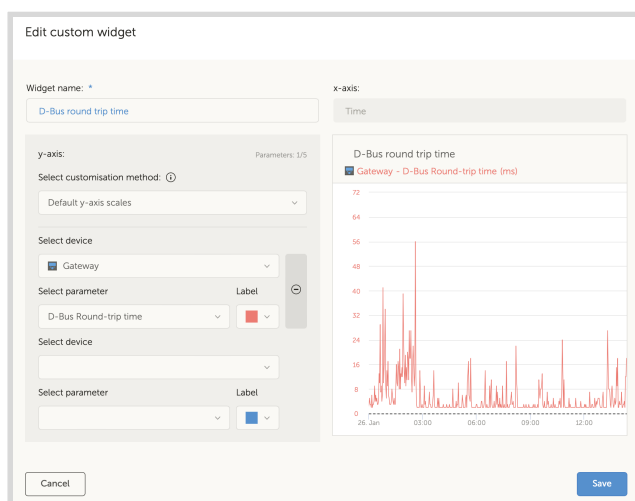 Edit custom widget
Widget name: *
x-axis:
D-Bus round trip time
Time
y-axis:
Parameters: 1/5
Select customisation method:
Default y-axis scales
Select device
Gateway
Select parameter
Label
D-Bus Round-trip time
Select device
Select parameter
Label
D-Bus round trip time
Gateway - D-Bus Round-trip time (ms)
72
64
56
48
40
32
24
16
8
0
26. Jan
03:00
06:00
09:00
12:00
Cancel
Save